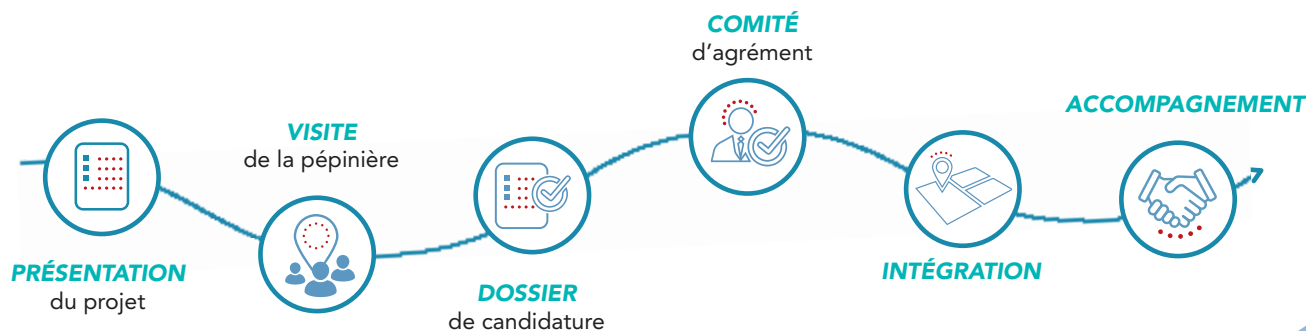 PRÉSENTATION
du projet
VISITE
de la pépinière
DOSSIER
de candidature
COMITÉ
d'agrément
INTÉGRATION
ACCOMPAGNEMENT